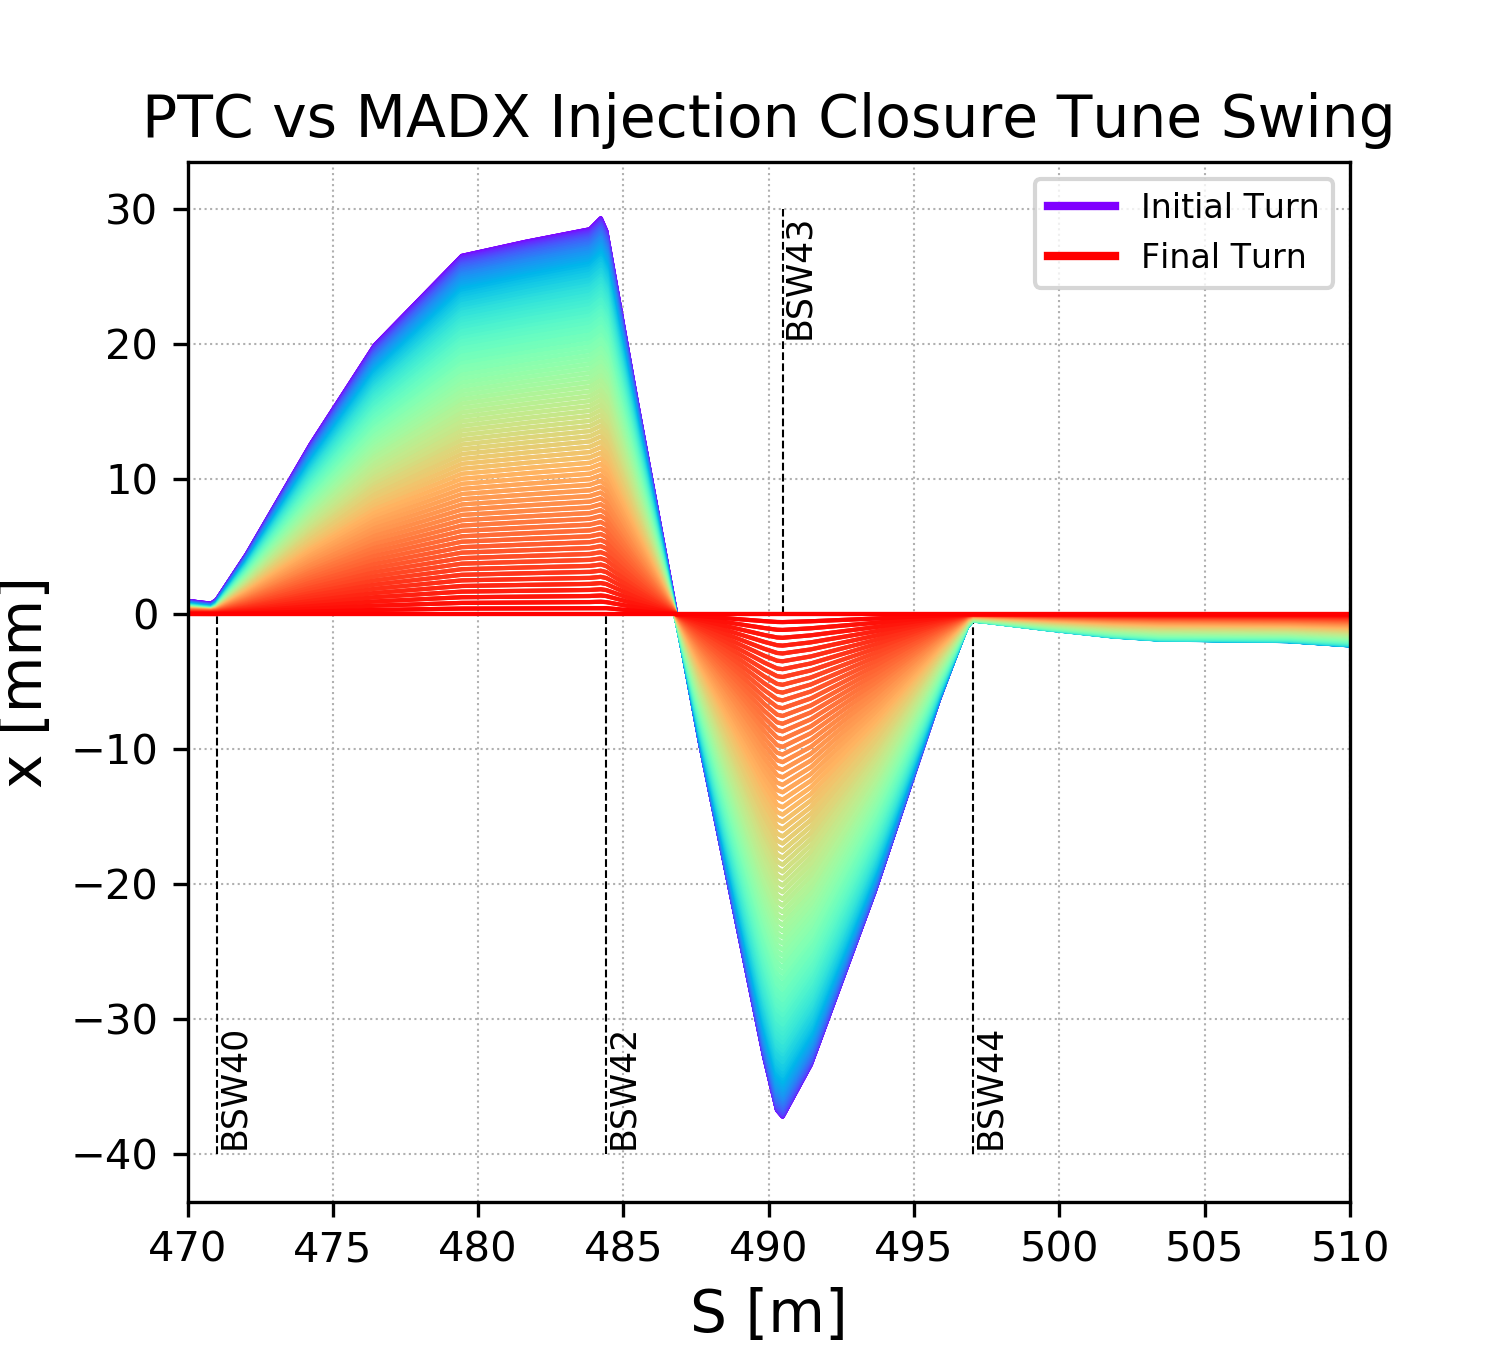 PTC vs MADX Injection Closure Tune Swing
Initial Turn
Final Turn
BSW43
BSW40
BSW42
BSW44
30
20
10
0
−10
−20
−30
−40
x [mm]
470 475 480 485 490 495 500 505 510
S [m]